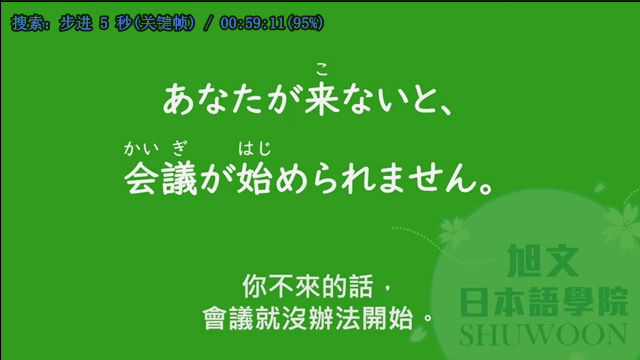 搜索: 步进 5 秒(关键帧) / 00:59:11(95%)
こ
あなたが来ないと、
かいぎ はじ
会議が始められません。
你不來的話，
會議就沒辦法開始。
旭文
日本語學院
SHUWOON